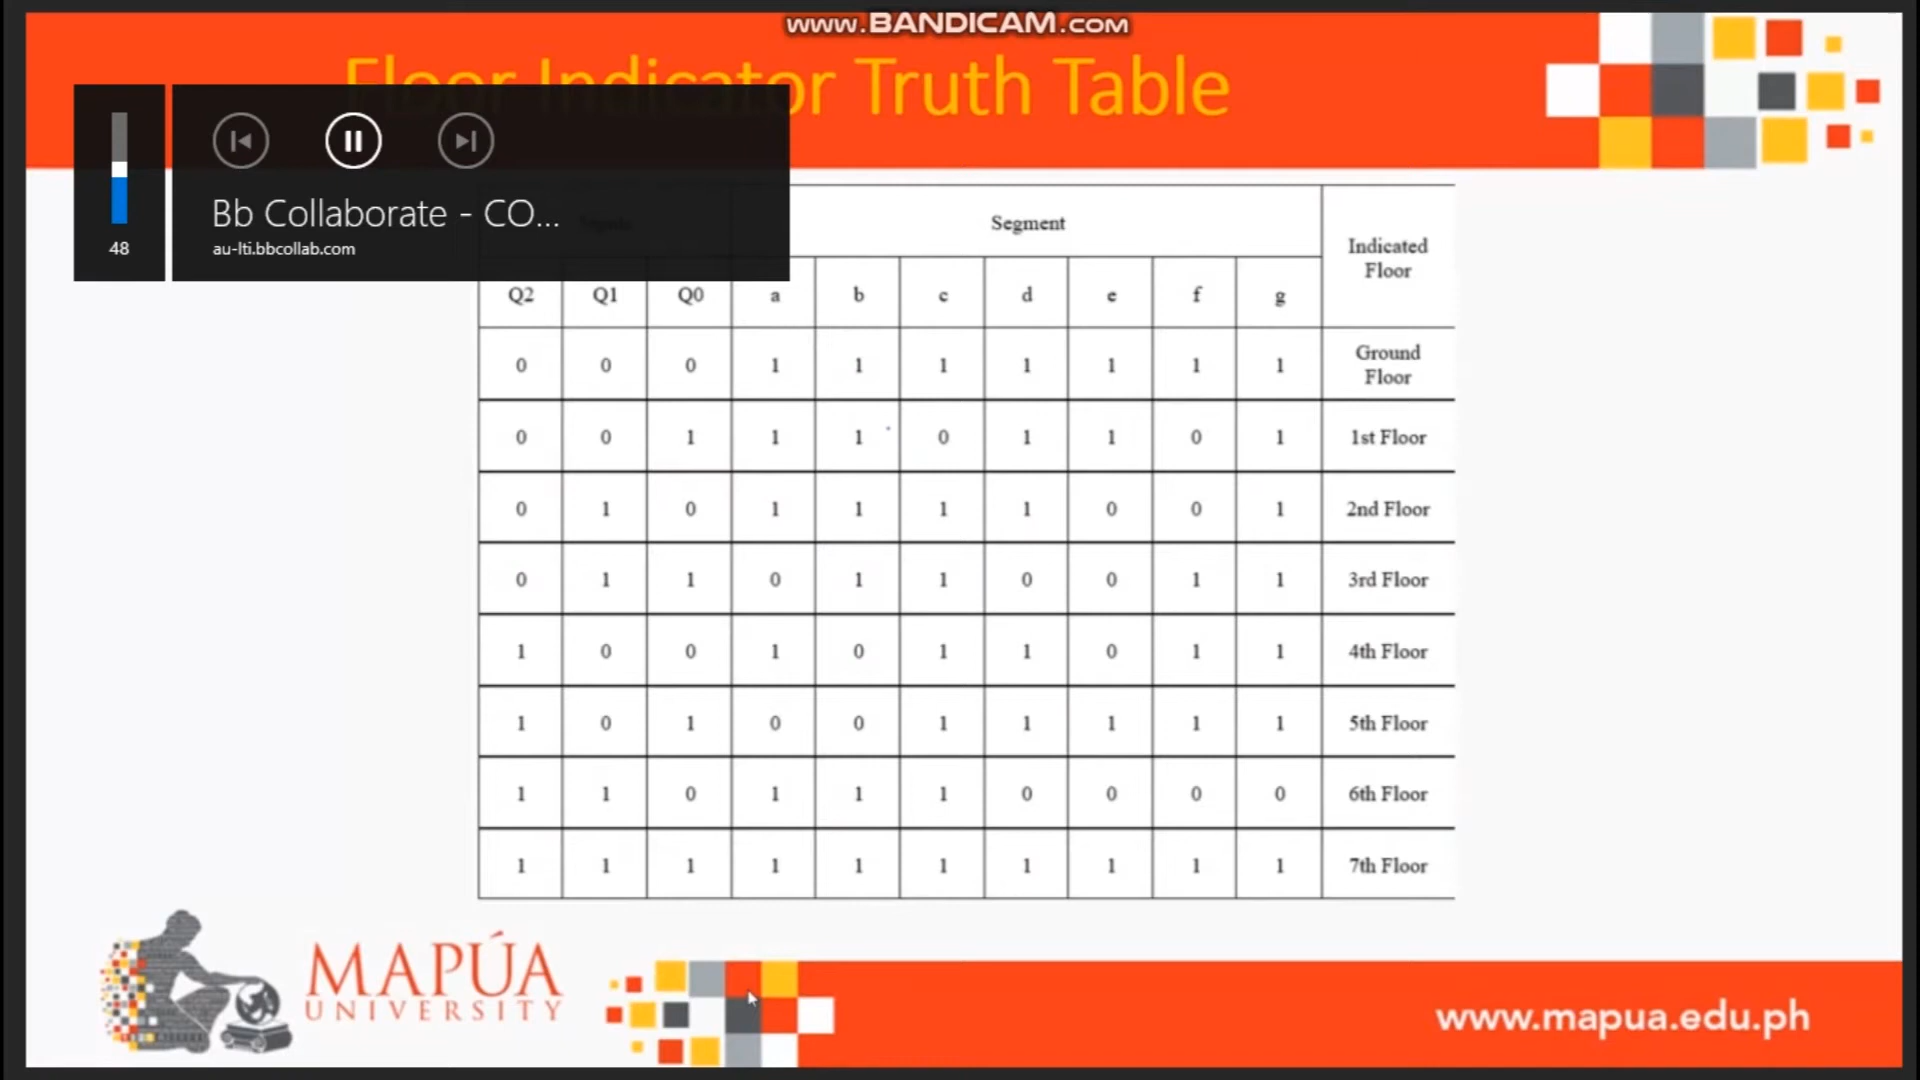 www.BANDICAM.com
Floor Indicator Truth Table
Bb Collaborate - CO...
au-lti.bbcollab.com
48
Segment
Indicated
Floor
Q2 Q1 Q0 a b c d e f g
0 0 0 1 1 1 1 1 1 1 Ground
Floor
0 0 1 1 1 0 1 1 0 1 1st Floor
0 1 0 1 1 1 1 0 0 1 2nd Floor
0 1 1 0 1 1 0 0 1 1 3rd Floor
1 0 0 1 0 1 1 0 1 1 4th Floor
1 0 1 0 0 1 1 1 1 1 5th Floor
1 1 0 1 1 1 0 0 0 0 6th Floor
1 1 1 1 1 1 1 1 1 1 7th Floor
MAPÚA
UNIVERSITY
www.mapua.edu.ph